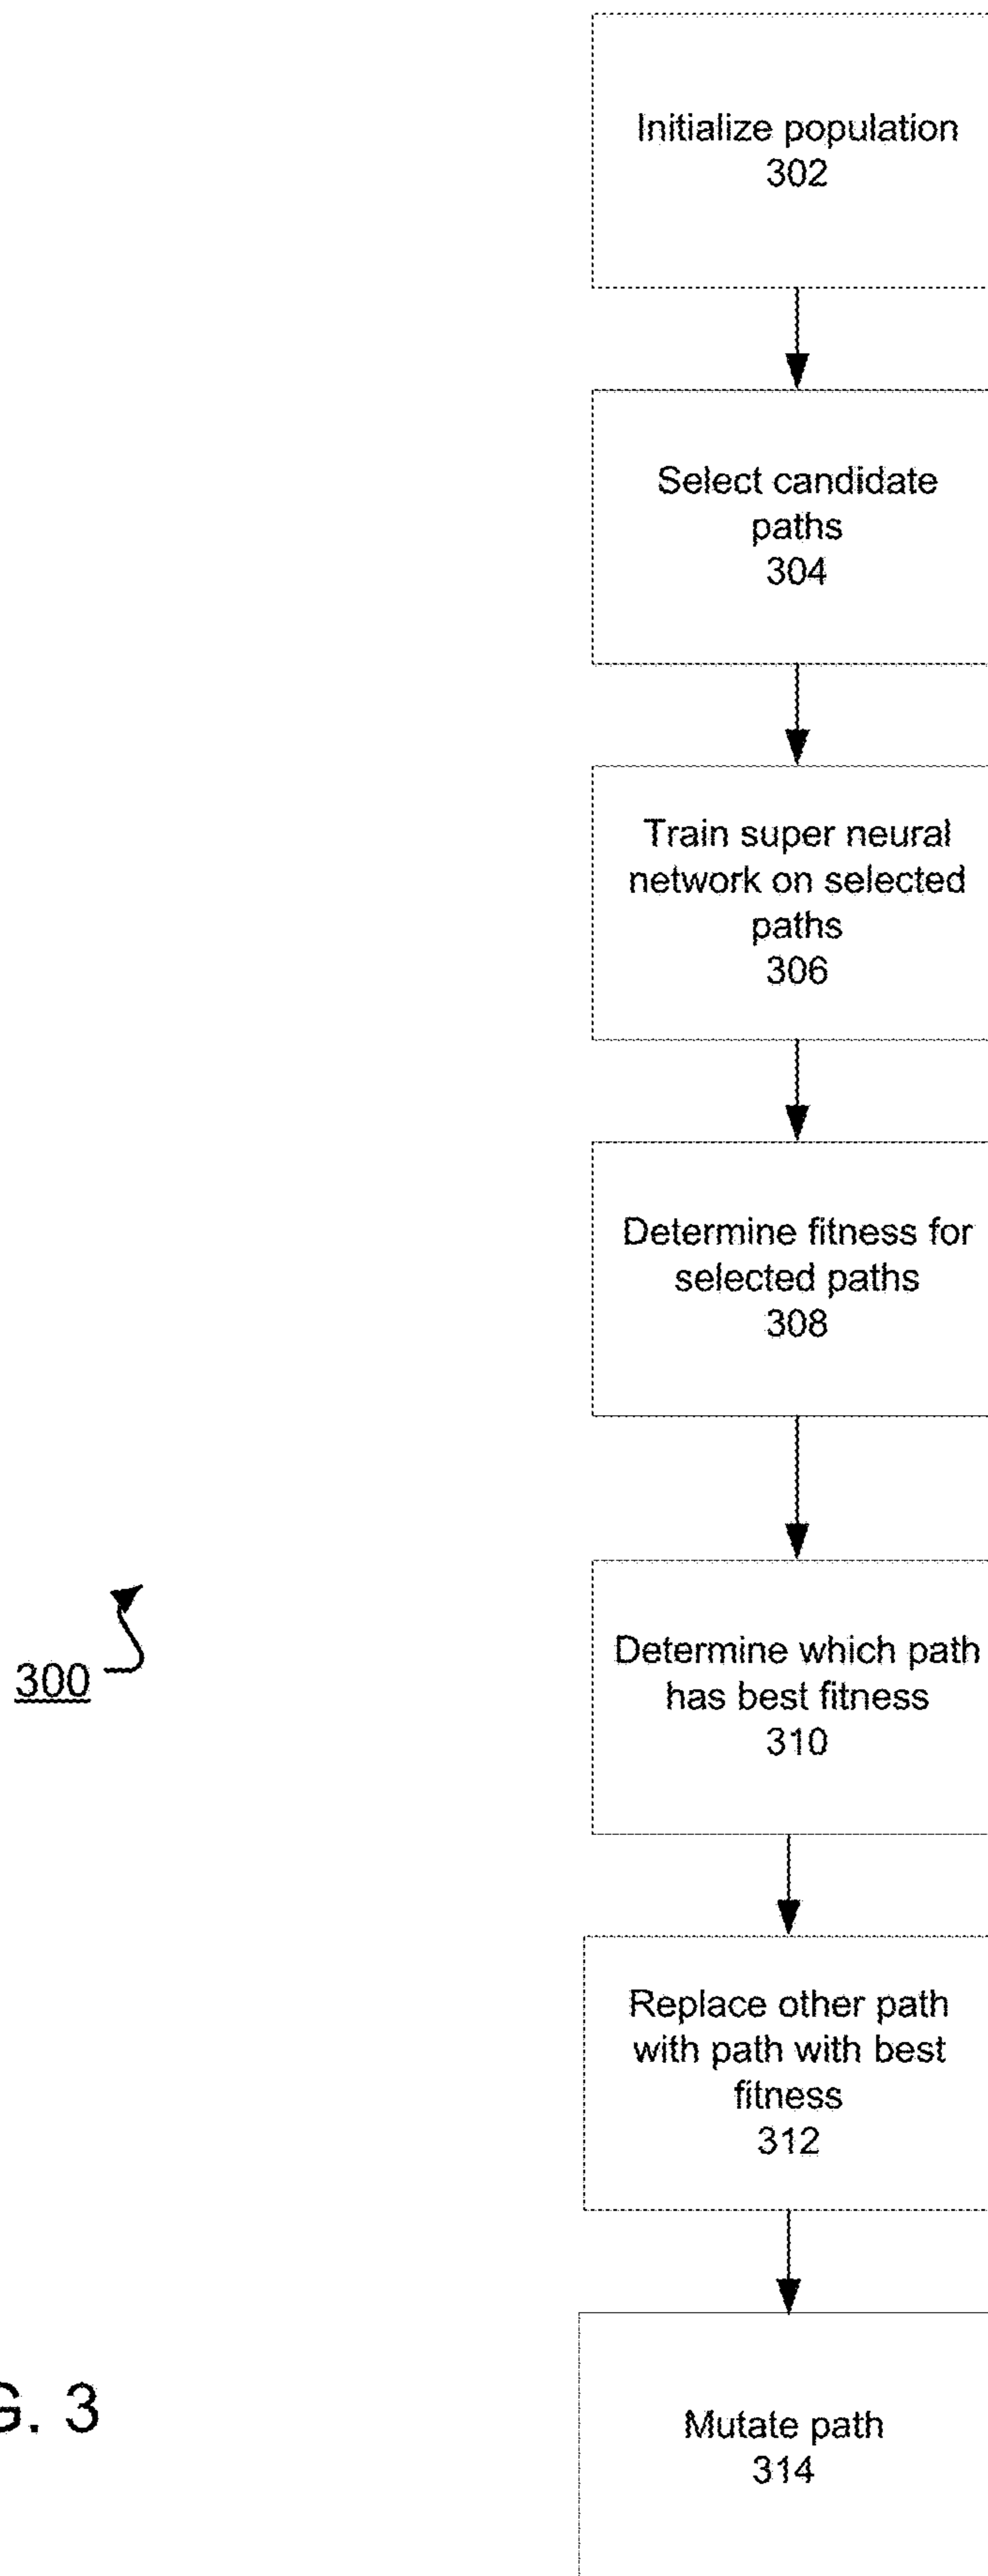 Initialize population
302
Select candidate
paths
304
Train super neural
network on selected
paths
306
Determine fitness for
selected paths
308
300
Determine which path
has best fitness
310
Replace other path
with path with best
fitness
312
G. 3
Mutate path
314